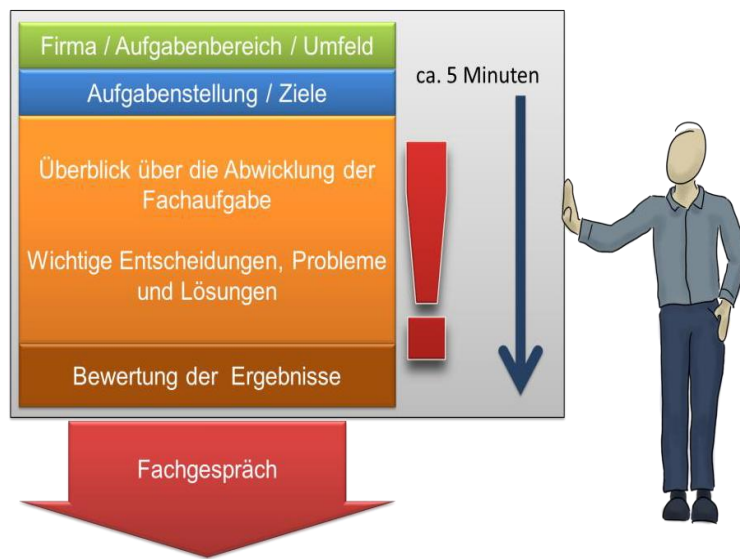 Firma / Aufgabenbereich / Umfeld
Aufgabenstellung / Ziele
ca. 5 Minuten
Überblick über die Abwicklung der
Fachaufgabe
Wichtige Entscheidungen, Probleme
und Lösungen
Bewertung der Ergebnisse
Fachgespräch